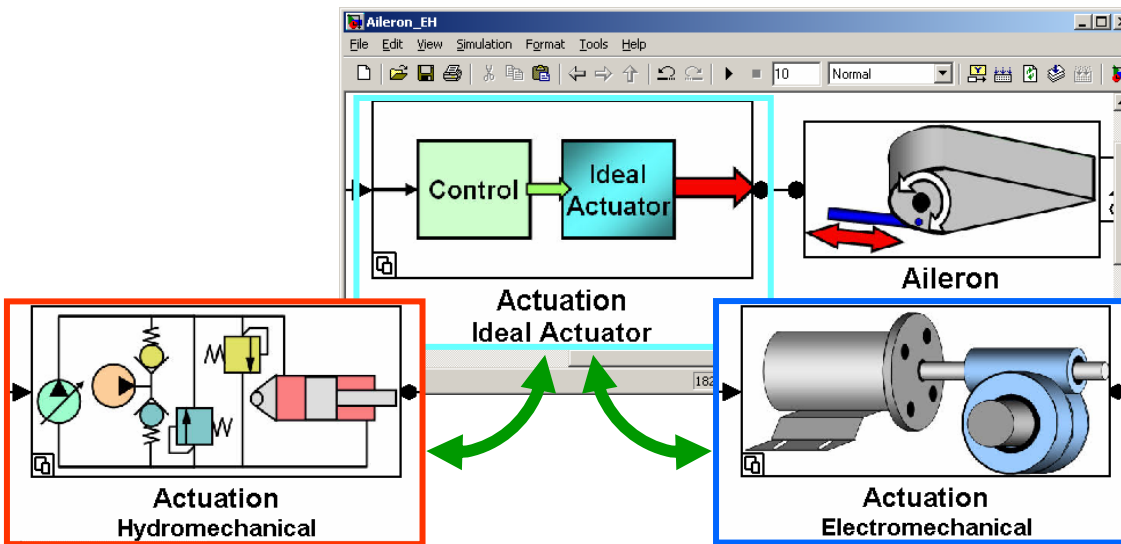 Aileron_EH
File Edit View Simulation Format Tools Help
10 Normal
Control
Ideal
Actuator
Aileron
Actuation
Ideal Actuator
182
Actuation
Hydromechanical
Actuation
Electromechanical